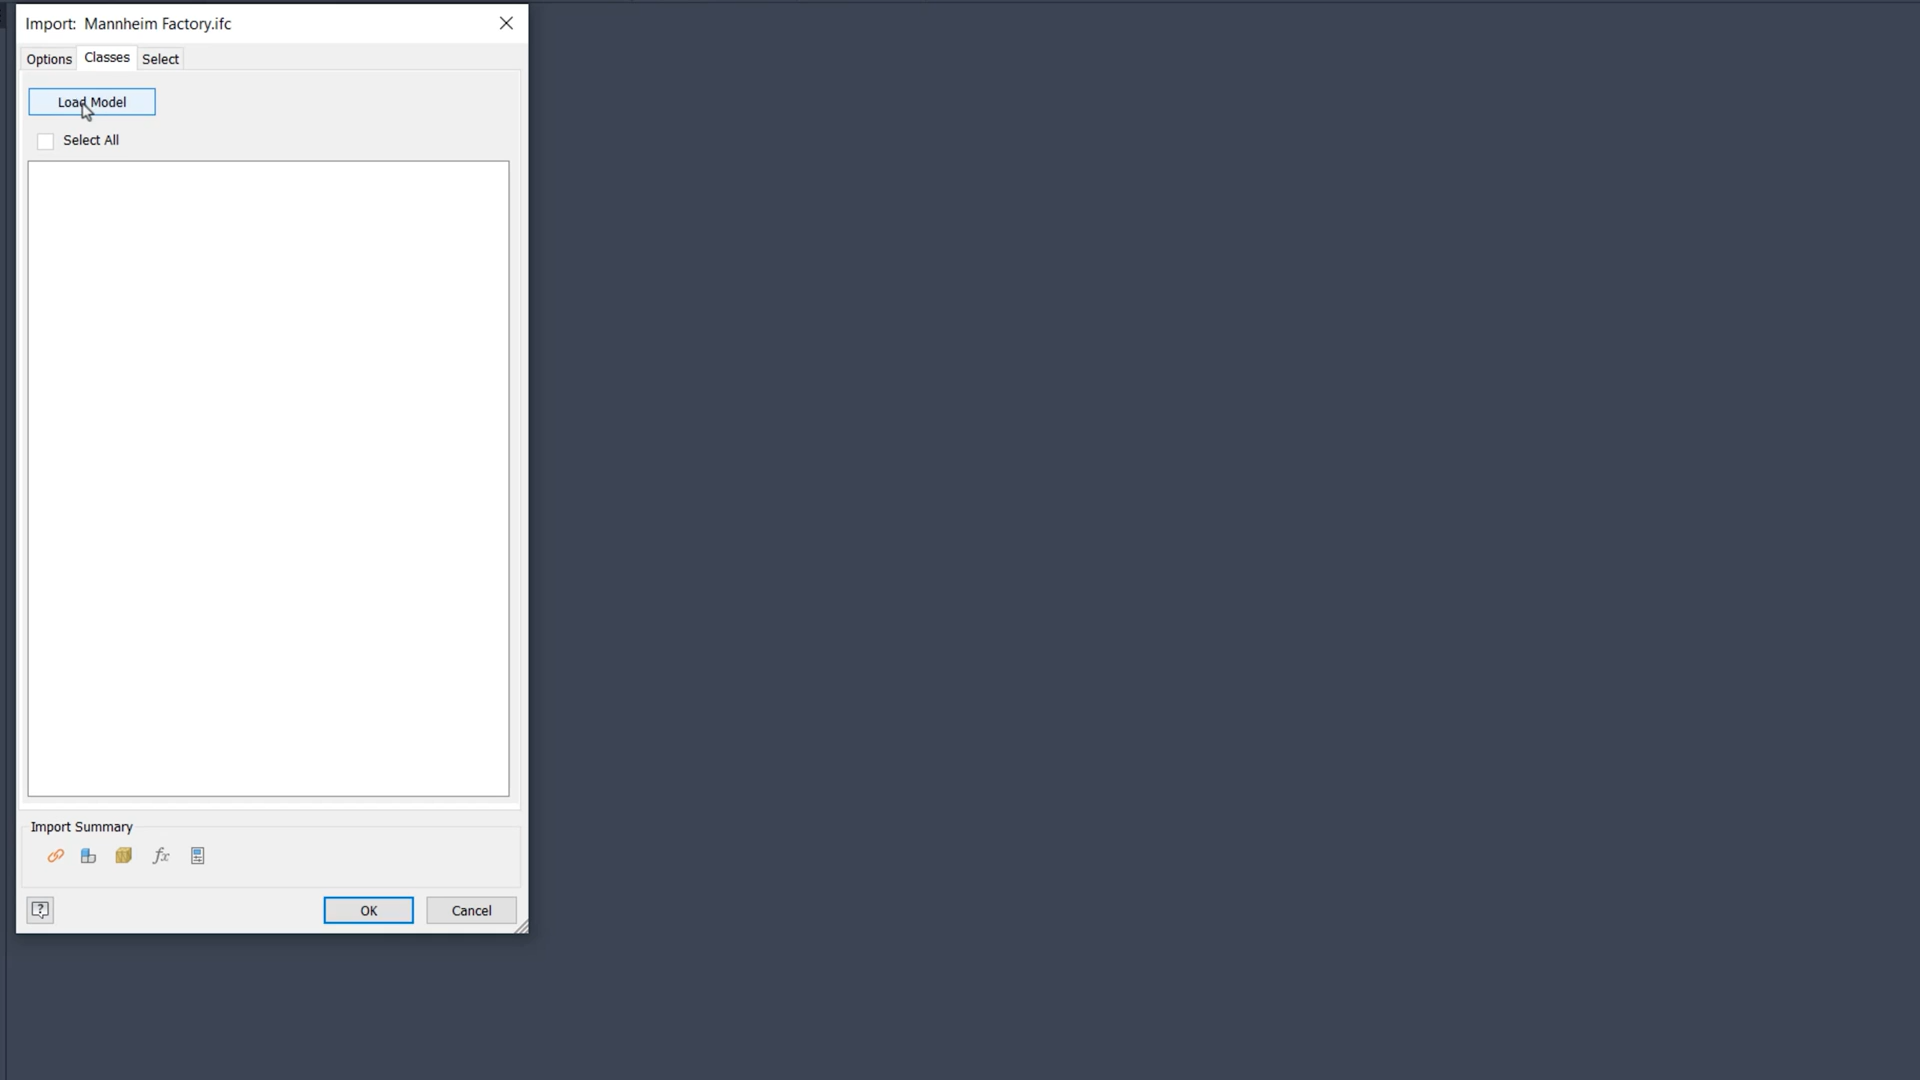 Import: Mannheim Factory.ifc
Options Classes Select
Load Model
Select All
Import Summary
fx
?
OK Cancel